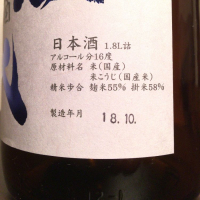 日本酒 1.8L詰
アルコール分16度
原材料名 米(国産)
米こうじ(国産米)
精米歩合 麹米55% 掛米58%
製造年月 18.10.